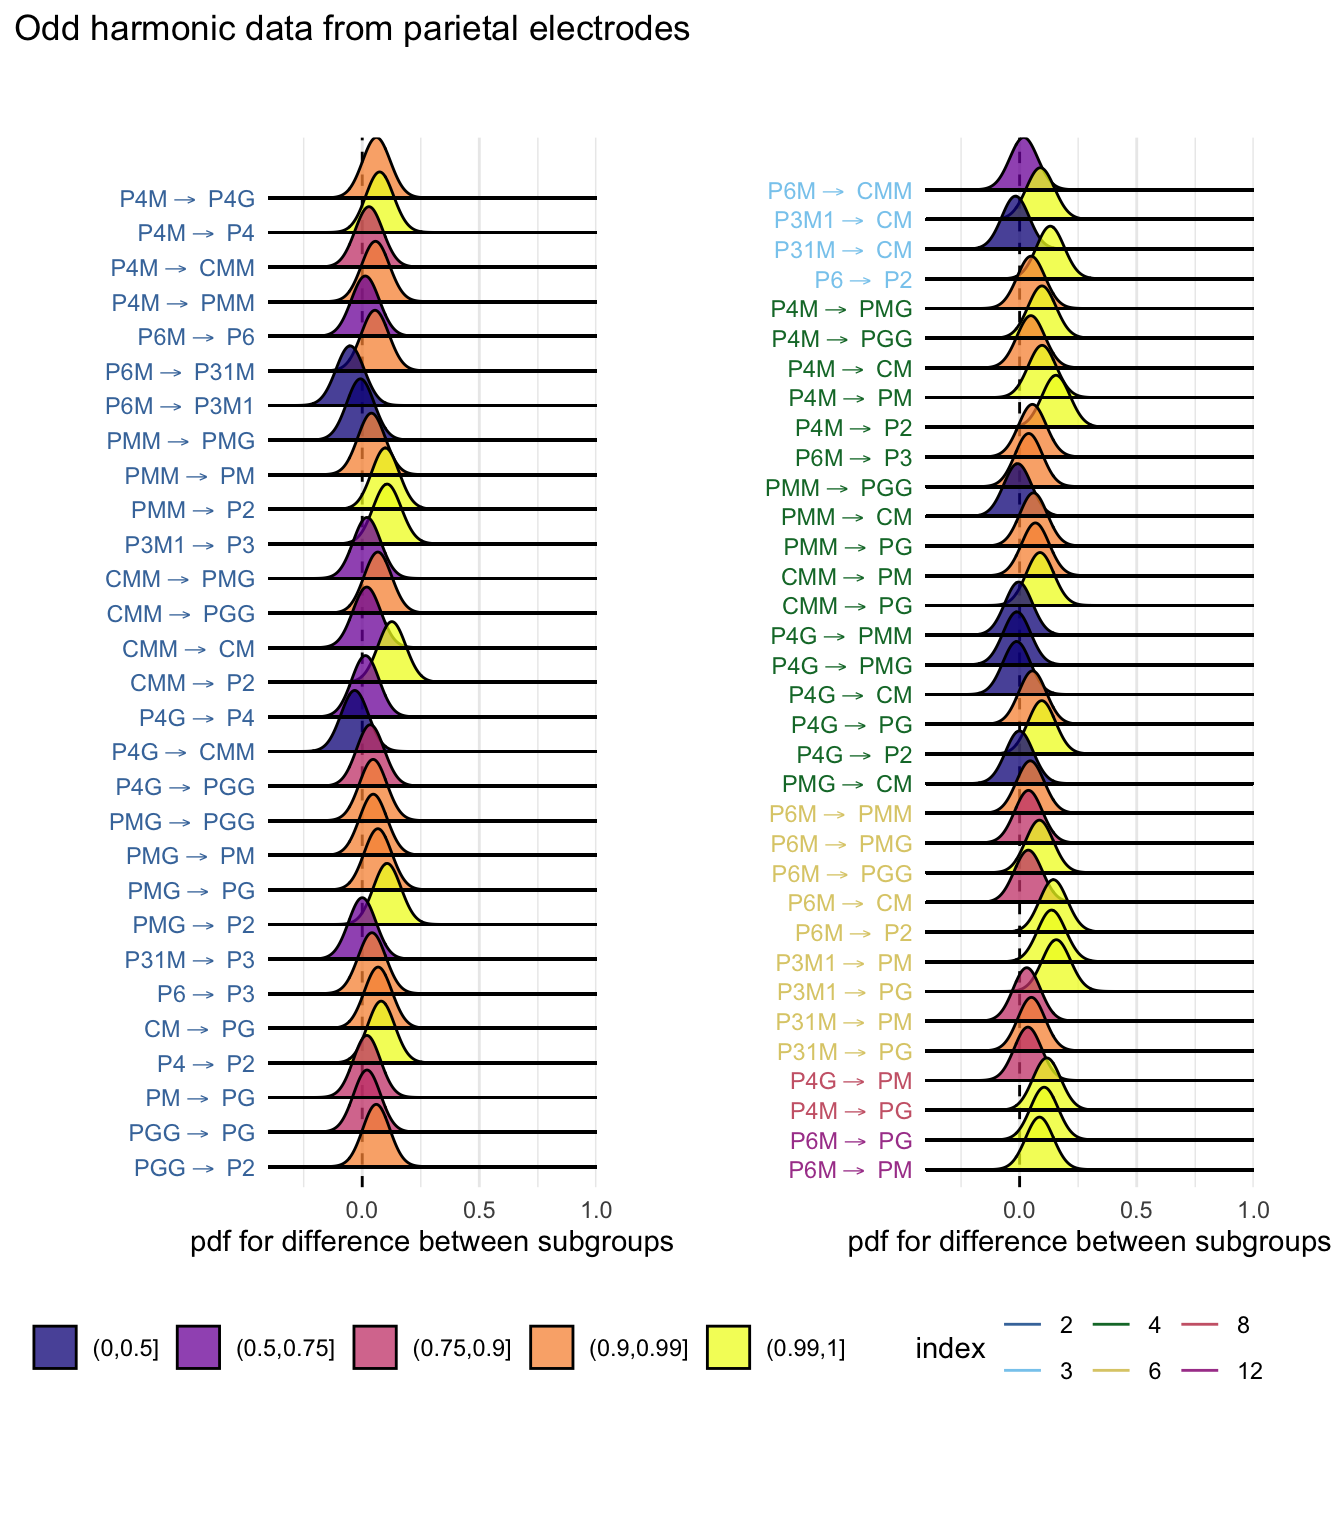 Odd harmonic data from parietal electrodes
P4M → P4G
P4M → P4
P4M → CMM
P4M → PMM
P6M → P6
P6M → P31M
P6M → P3M1
PMM → PMG
PMM → PM
PMM → P2
P3M1 → P3
CMM → PMG
CMM → PGG
CMM → CM
CMM → P2
P4G → P4
P4G → CMM
P4G → PGG
PMG → PGG
PMG → PM
PMG → PG
PMG → P2
P31M → P3
P6 → P3
CM → PG
P4 → P2
PM → PG
PGG → PG
PGG → P2
0.0 0.5 1.0
pdf for difference between subgroups
P6M → CMM
P3M1 → CM
P31M → CM
P6 → P2
P4M → PMG
P4M → PGG
P4M → CM
P4M → PM
P4M → P2
P6M → P3
PMM → PGG
PMM → CM
PMM → PG
CMM → PM
CMM → PG
P4G → PMM
P4G → PMG
P4G → CM
P4G → PG
P4G → P2
PMG → CM
P6M → PMM
P6M → PMG
P6M → PGG
P6M → CM
P6M → P2
P3M1 → PM
P3M1 → PG
P31M → PM
P31M → PG
P4G → PM
P4M → PG
P6M → PG
P6M → PM
0.0 0.5 1.0
pdf for difference between subgroups
(0,0.5] (0.5,0.75] (0.75,0.9] (0.9,0.99] (0.99,1]
index
2 4 8
3 6 12